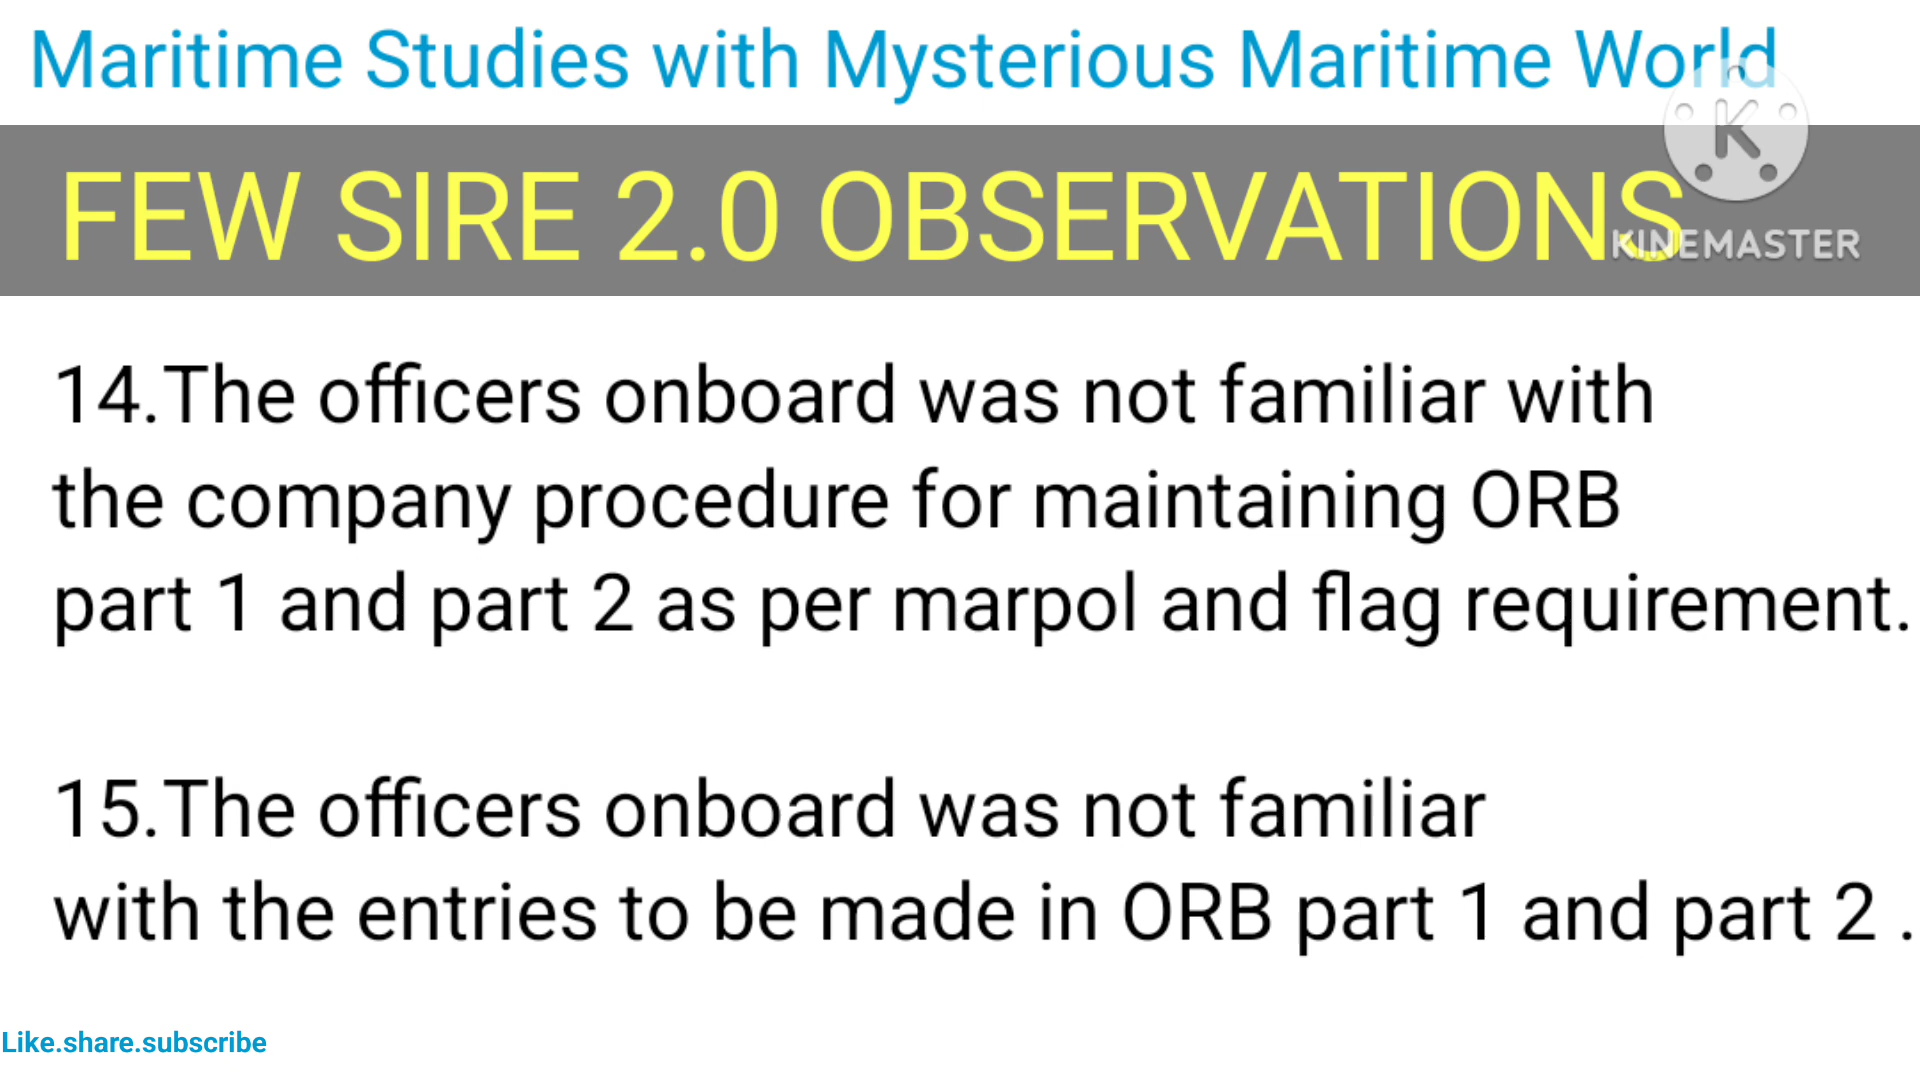 Maritime Studies with Mysterious Maritime World
K
FEW SIRE 2.0 OBSERVATIONS
KINEMASTER
14.The officers onboard was not familiar with
the company procedure for maintaining ORB
part 1 and part 2 as per marpol and flag requirement.
15.The officers onboard was not familiar
with the entries to be made in ORB part 1 and part 2 .
Like.share.subscribe